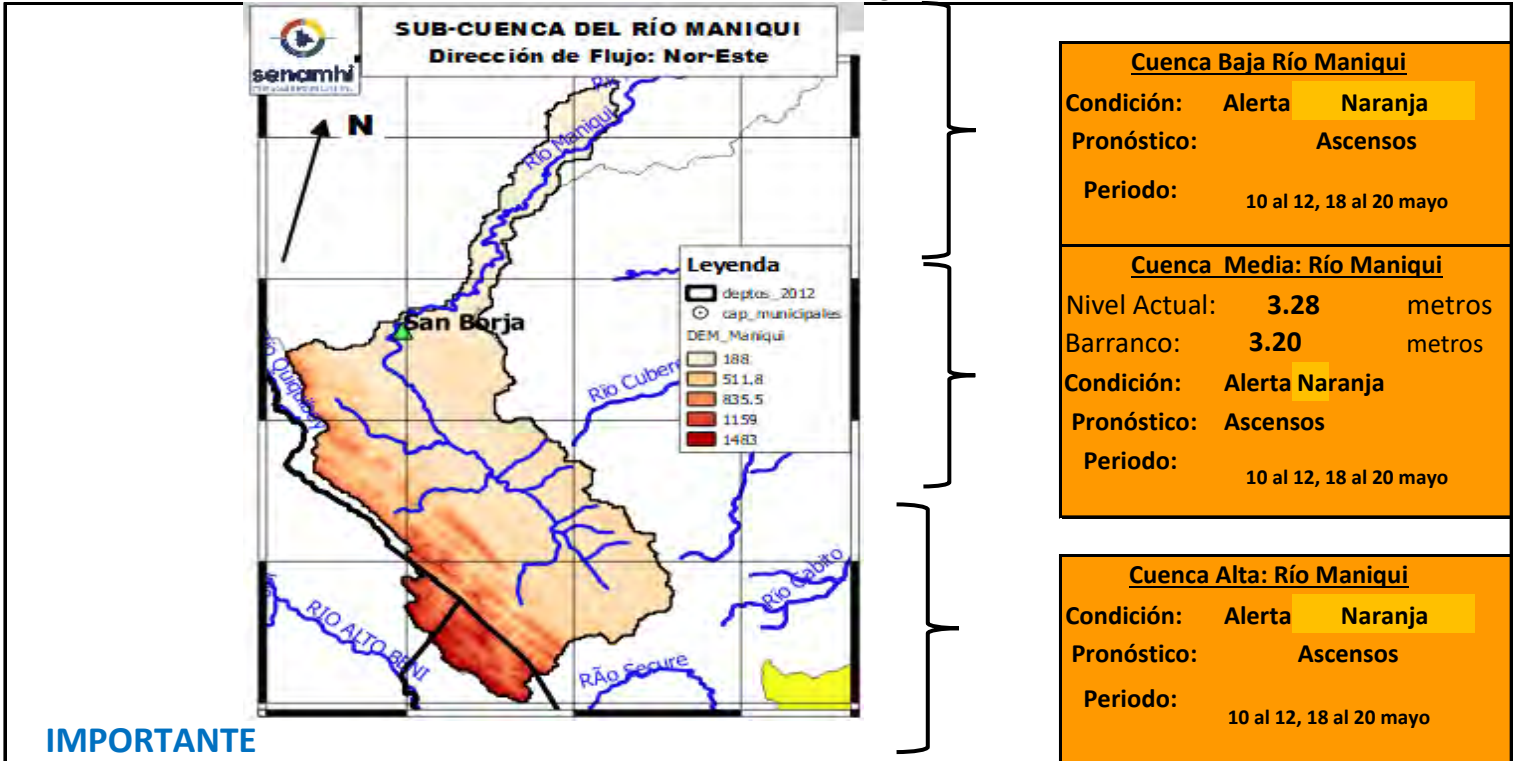 SUB-CUENCA DEL RÍO MANIQUI
Dirección de Flujo: Nor-Este
senamhi
N
Río Maniqui
San Borja
Río Quiquibey
Leyenda
deptos_2012
cap_municipales
DEM_Maniqui
188
511,8
835.5
1159
1483
Río Cabito
RIO ALTO BENI
RÃo Secure
IMPORTANTE
Cuenca Baja Río Maniqui
Condición: Alerta Naranja
Pronóstico: Ascensos
Periodo: 10 al 12, 18 al 20 mayo
Cuenca Media: Río Maniqui
Nivel Actual: 3.28 metros
Barranco: 3.20 metros
Condición: Alerta Naranja
Pronóstico: Ascensos
Periodo: 10 al 12, 18 al 20 mayo
Cuenca Alta: Río Maniqui
Condición: Alerta Naranja
Pronóstico: Ascensos
Periodo: 10 al 12, 18 al 20 mayo